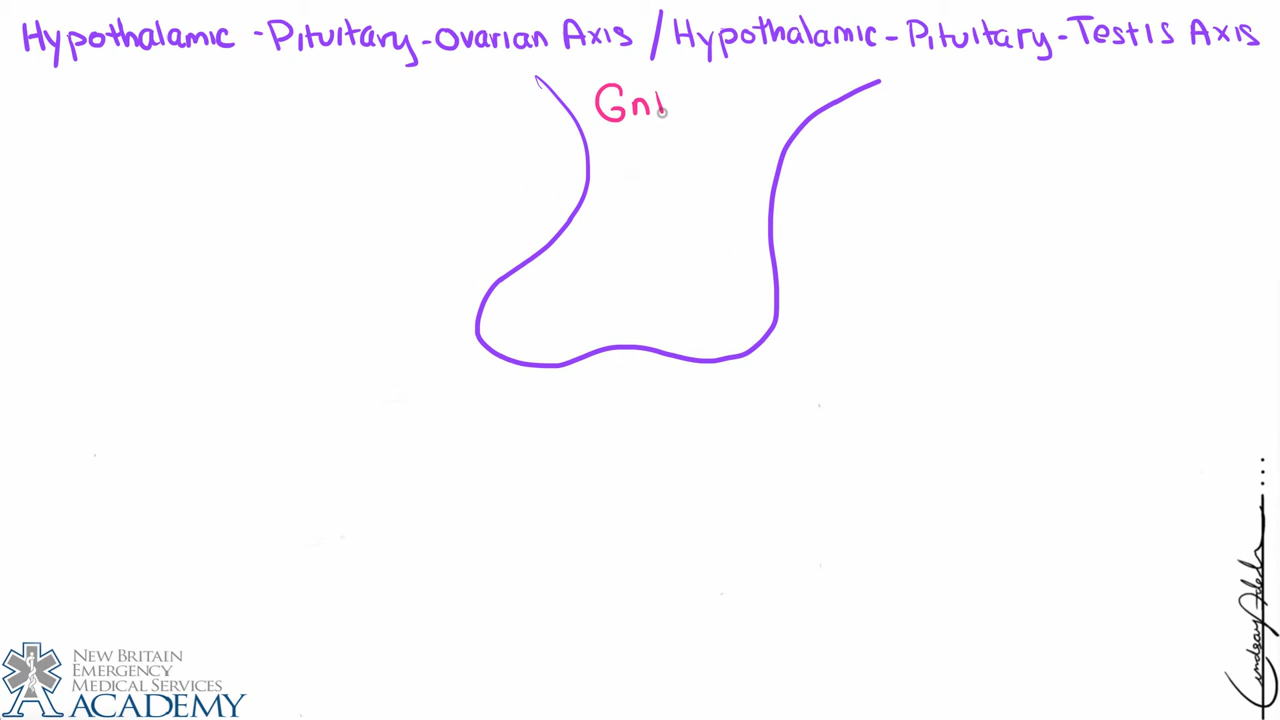 Hypothalamic-Pituitary-Ovarian Axis / Hypothalamic-Pituitary-Testis Axis
Gn
NEW BRITAIN
EMERGENCY
MEDICAL SERVICES
ACADEMY